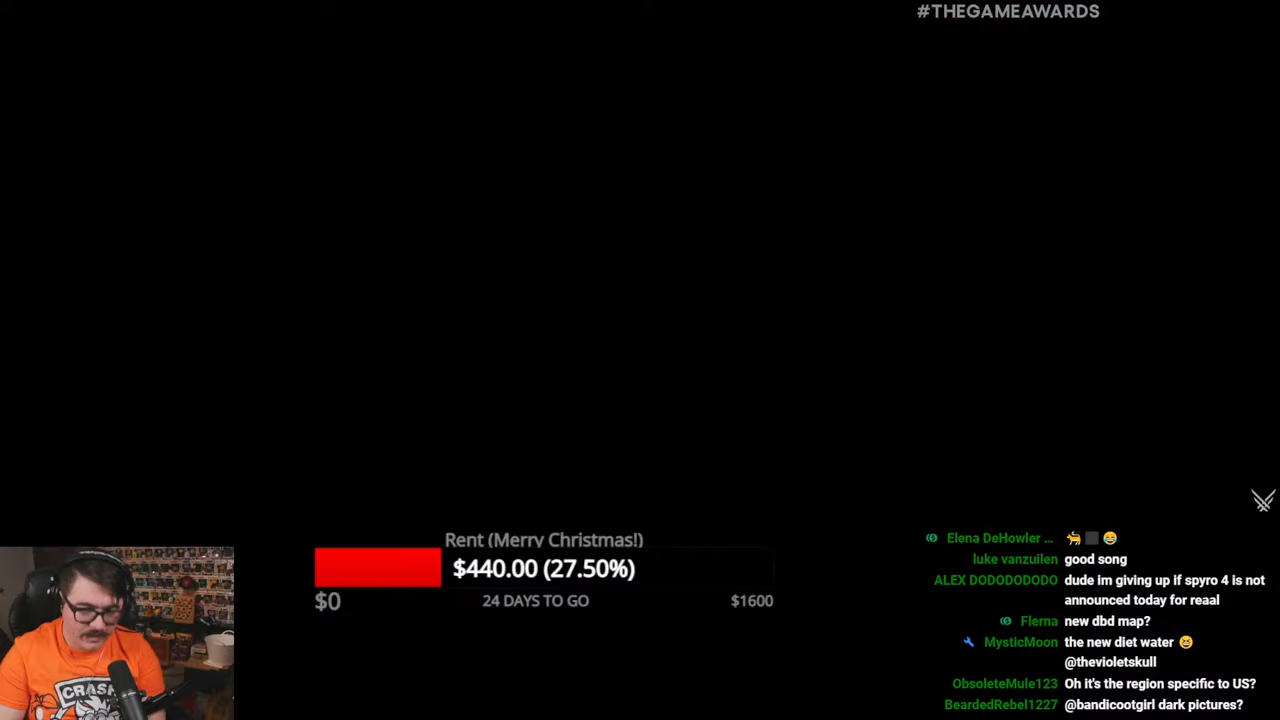 #THEGAMEAWARDS
Rent (Merry Christmas!)
$440.00 (27.50%)
$0
24 DAYS TO GO
$1600
Elena DeHowler ...
luke vanzuilen good song
ALEX DODODODODO dude im giving up if spyro 4 is not
announced today for reaal
Flerna new dbd map?
MysticMoon the new diet water 😆
@thevioletskull
ObsoleteMule123 Oh it's the region specific to US?
BeardedRebel1227 @bandicootgirl dark pictures?
CRASH